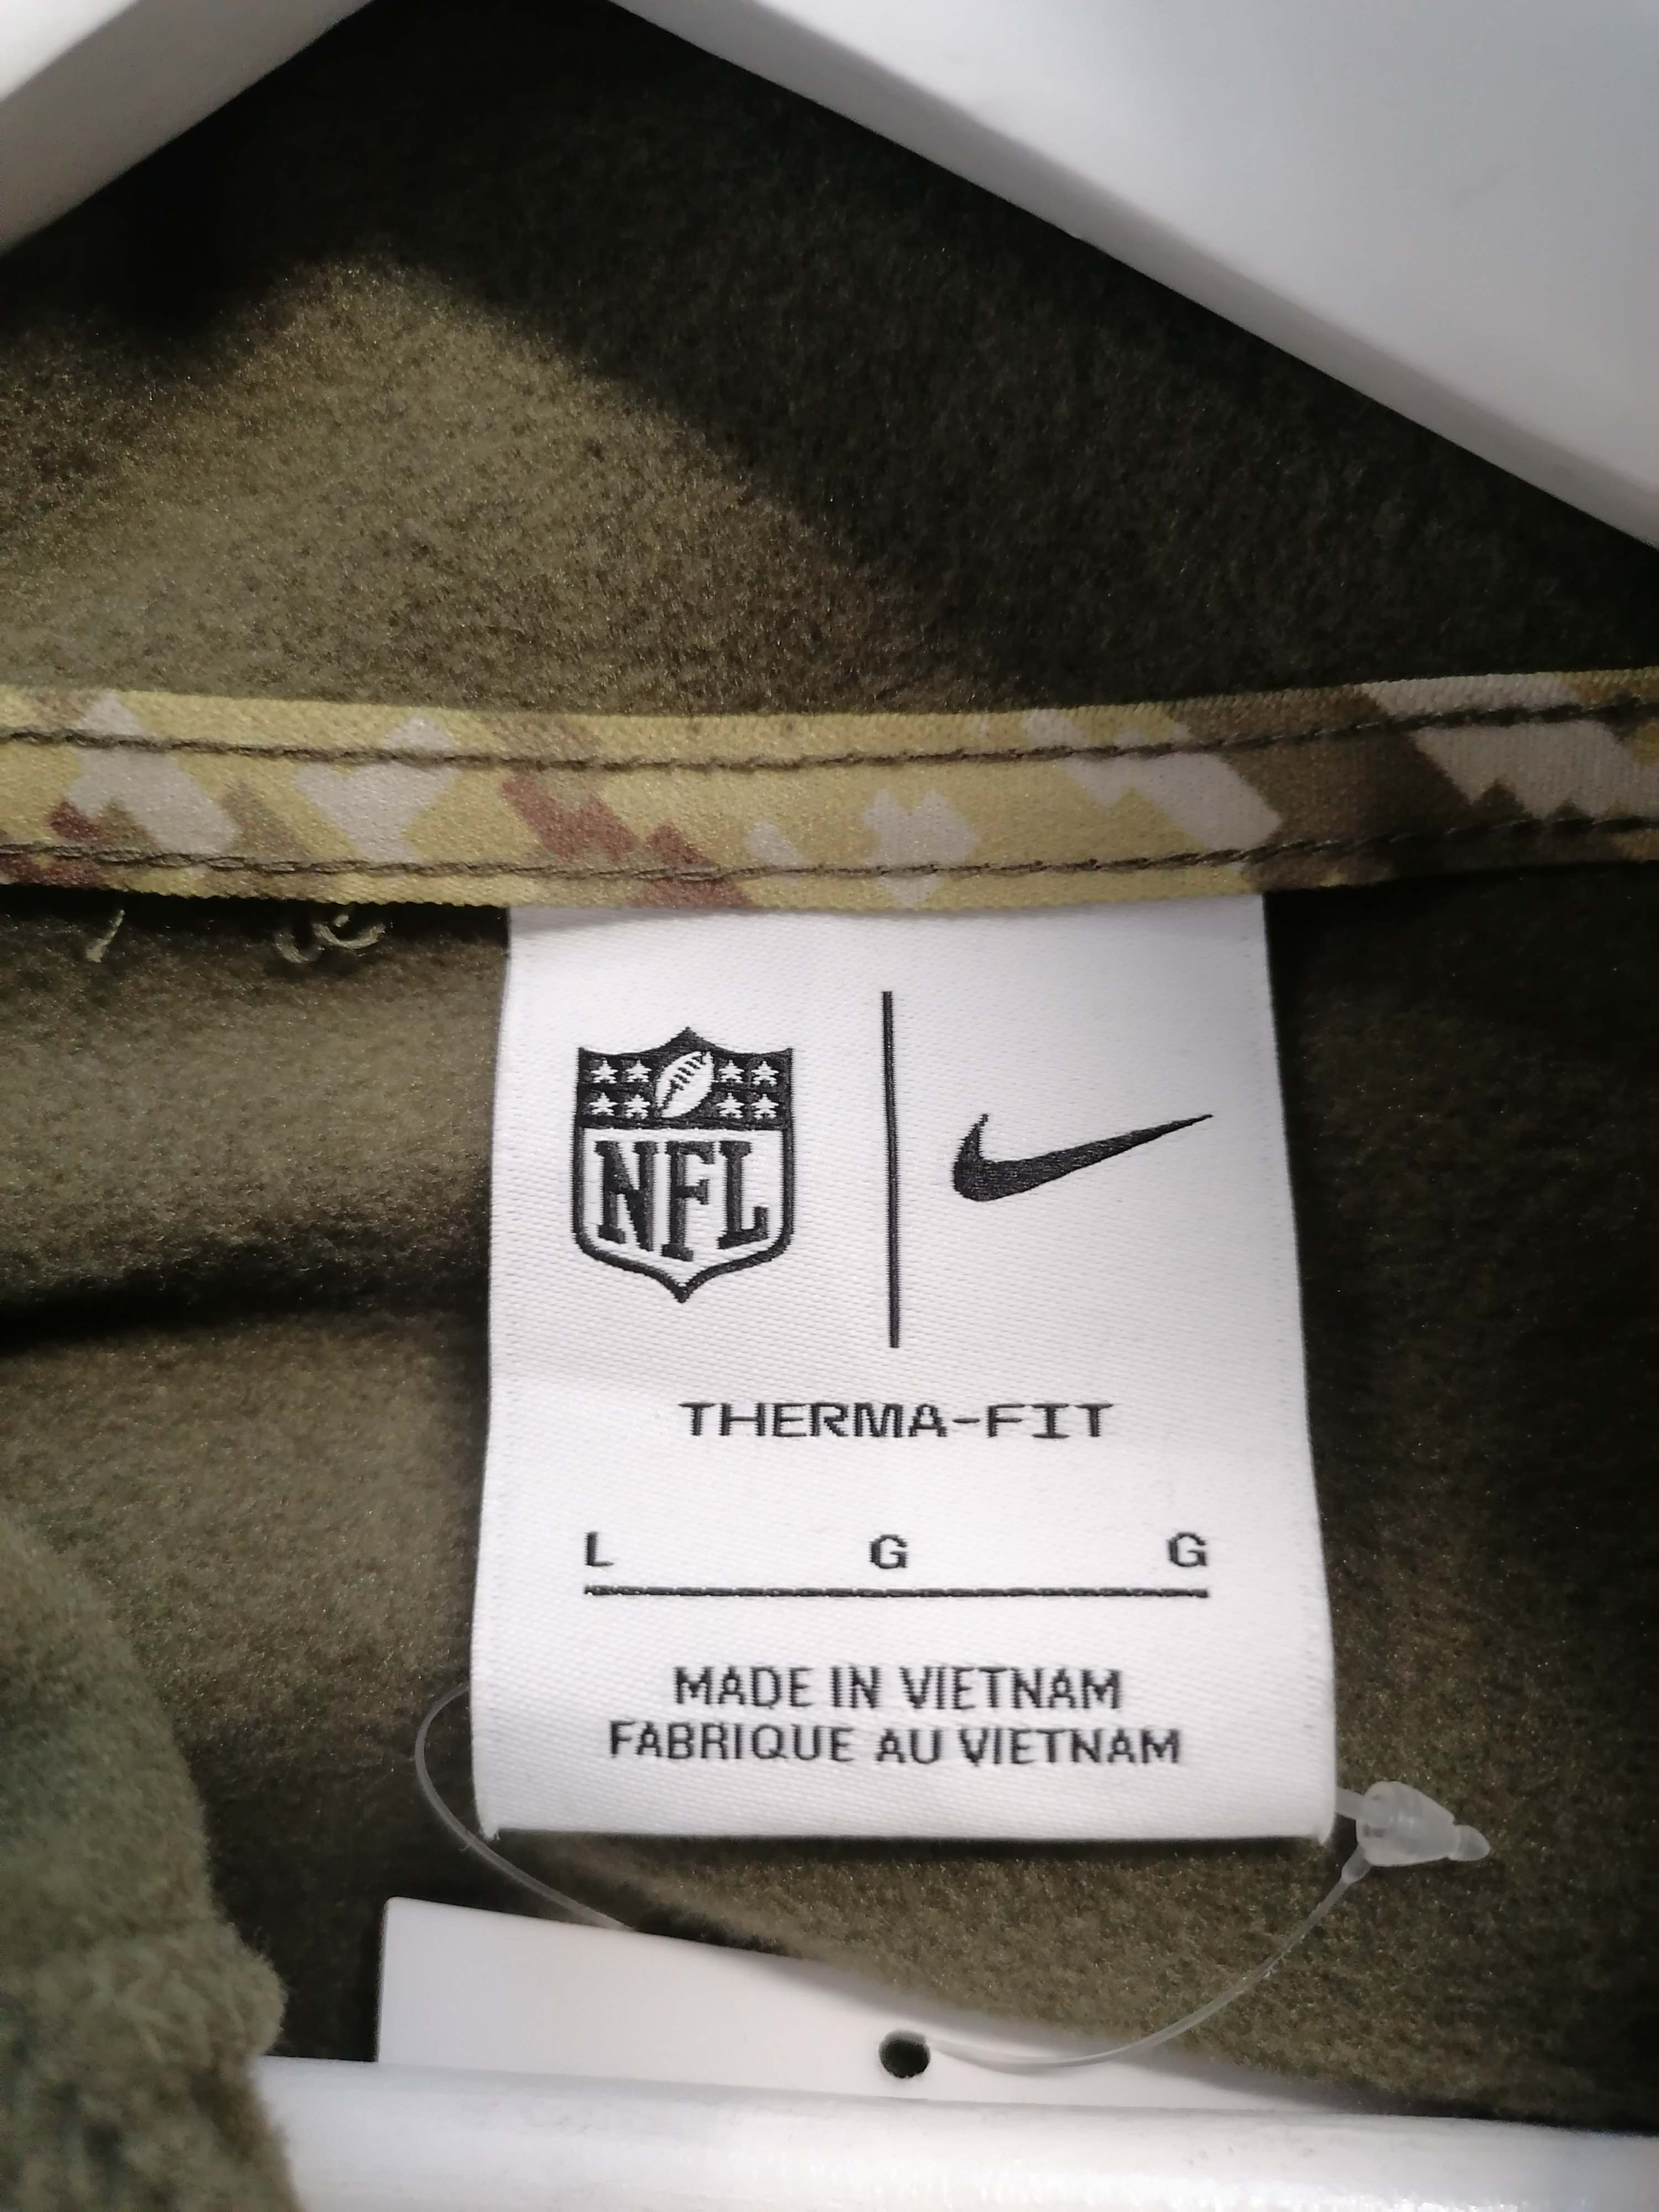 NFL
THERMA-FIT
L G G
MADE IN VIETNAM
FABRIQUE AU VIETNAM